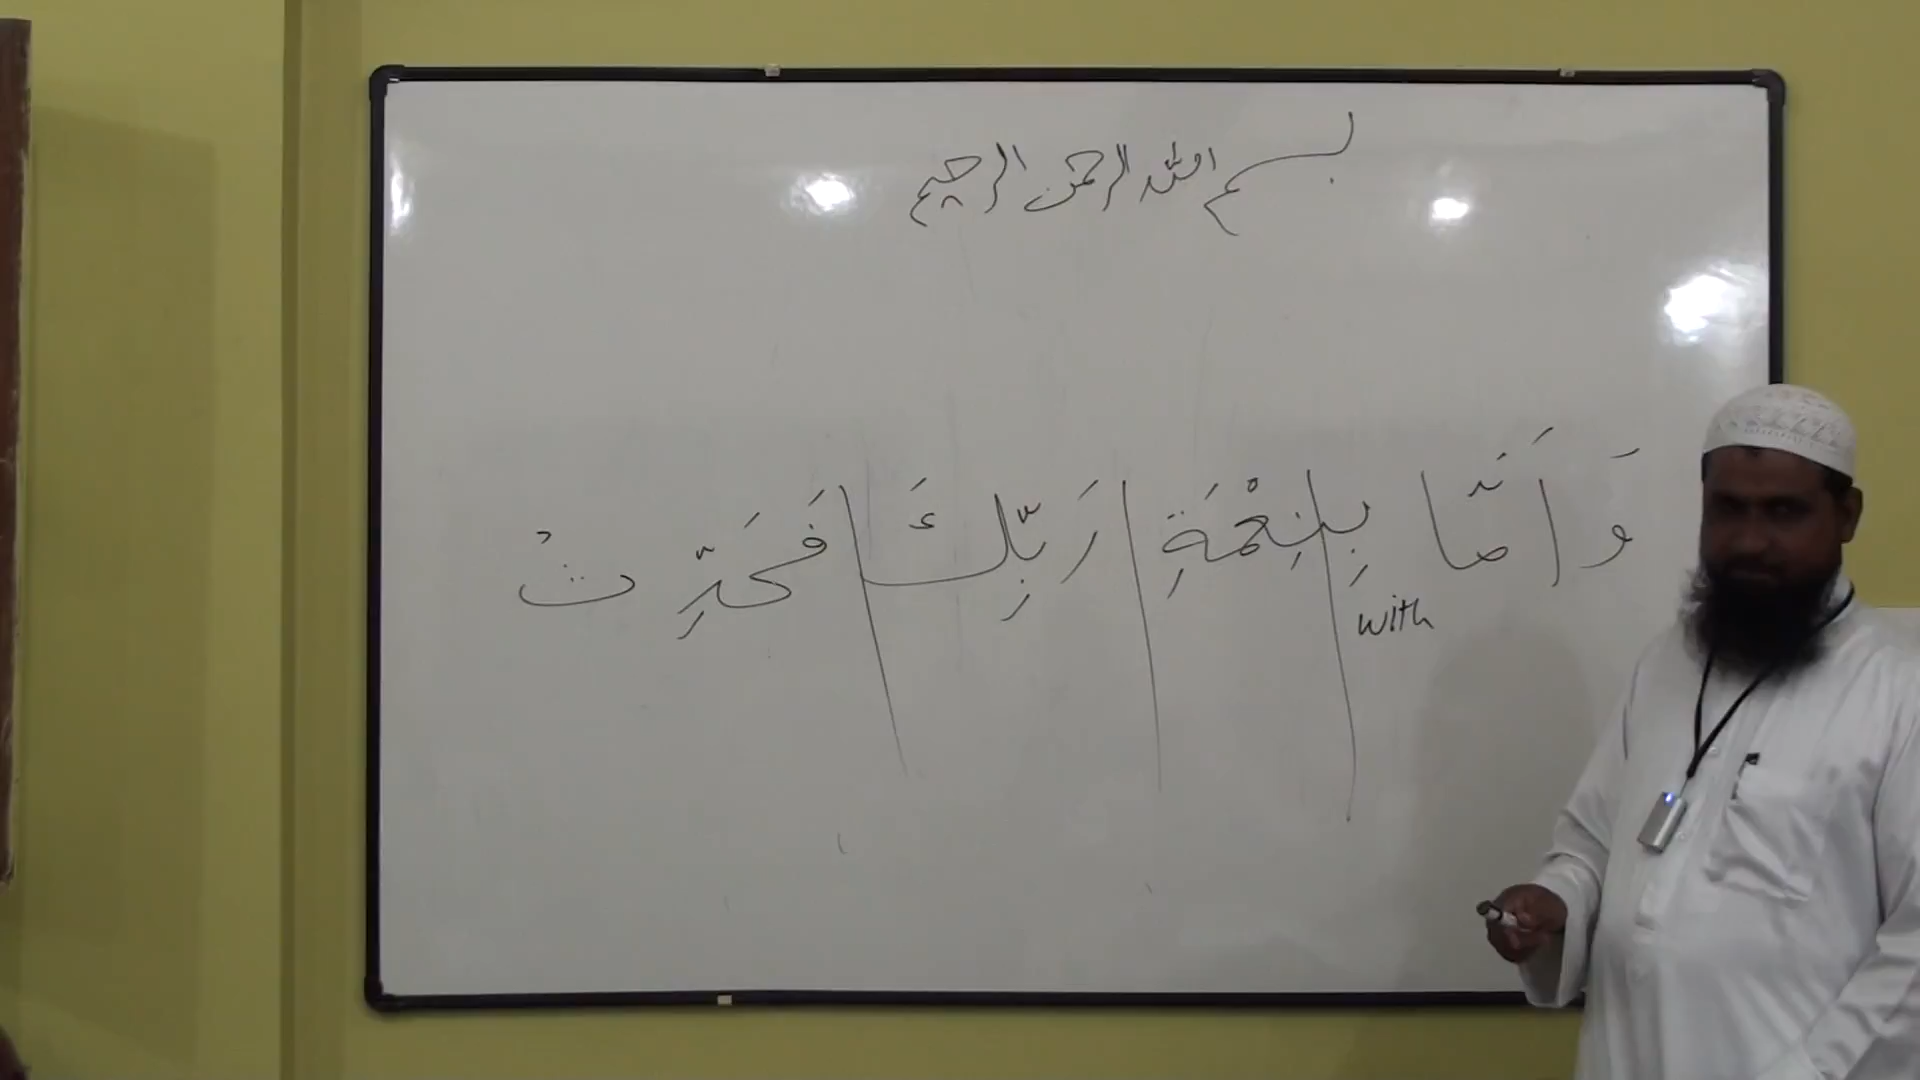 بسم الله الرحمن الرحيم
وَ أَمَّا بِنِعْمَةِ رَبِّكَ فَحَدِّثْ
with